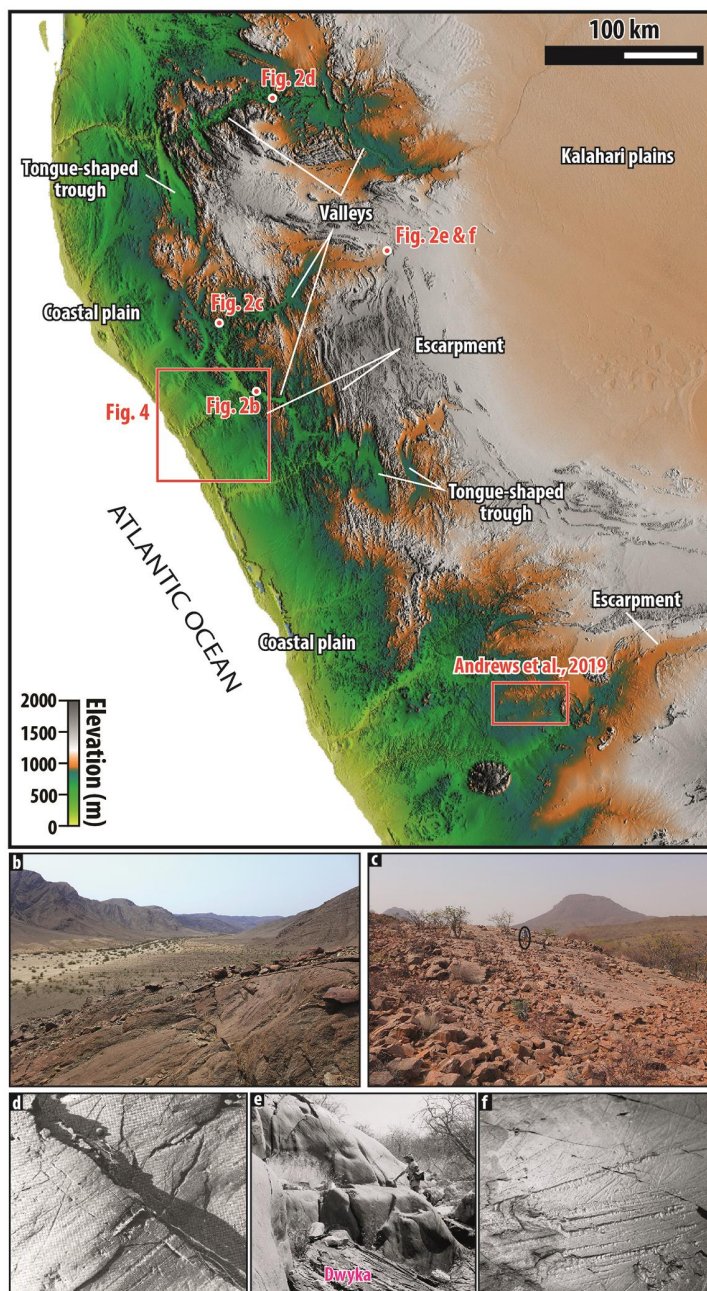 100 km
Fig. 2d
Kalahari plains
Tongue-shaped
trough
Valleys
Fig. 2e & f
Coastal plain
Fig. 2c
Escarpment
Fig. 4
Fig. 2b
Tongue-shaped
trough
ATLANTIC OCEAN
Escarpment
Coastal plain
Andrews et al., 2019
2000
1500
1000
500
0
Elevation (m)
b
c
d
e
f
Dwyka